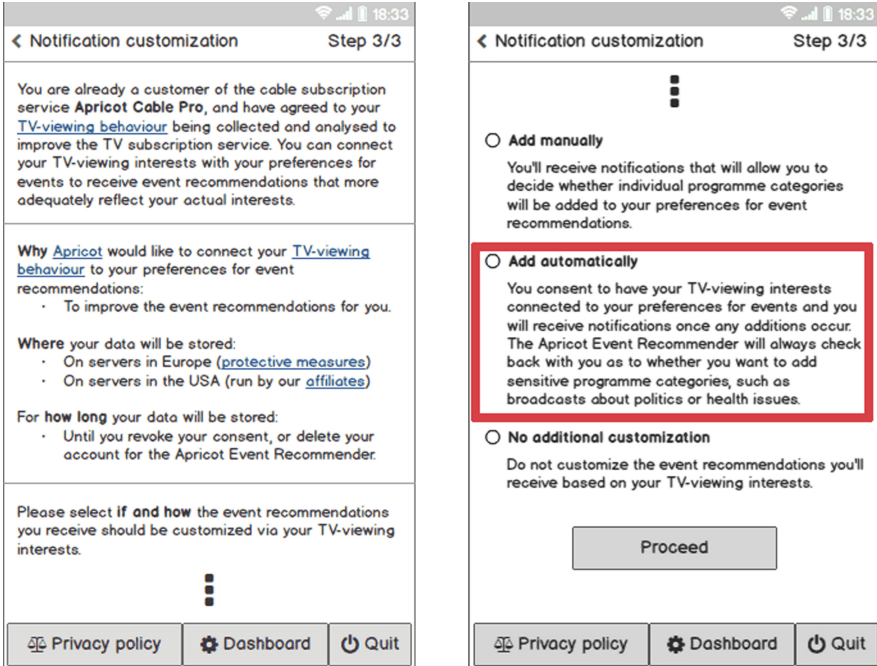 18:33
Notification customization Step 3/3
You are already a customer of the cable subscription
service Apricot Cable Pro, and have agreed to your
TV-viewing behaviour being collected and analysed to
improve the TV subscription service. You can connect
your TV-viewing interests with your preferences for
events to receive event recommendations that more
adequately reflect your actual interests.
Why Apricot would like to connect your TV-viewing
behaviour to your preferences for event
recommendations:
· To improve the event recommendations for you.
Where your data will be stored:
· On servers in Europe (protective measures)
· On servers in the USA (run by our affiliates)
For how long your data will be stored:
· Until you revoke your consent, or delete your
account for the Apricot Event Recommender.
Please select if and how the event recommendations
you receive should be customized via your TV-viewing
interests.
Privacy policy Dashboard Quit
18:33
Notification customization Step 3/3
Add manually
You'll receive notifications that will allow you to
decide whether individual programme categories
will be added to your preferences for event
recommendations.
Add automatically
You consent to have your TV-viewing interests
connected to your preferences for events and you
will receive notifications once any additions occur.
The Apricot Event Recommender will always check
back with you as to whether you want to add
sensitive programme categories, such as
broadcasts about politics or health issues.
No additional customization
Do not customize the event recommendations you'll
receive based on your TV-viewing interests.
Proceed
Privacy policy Dashboard Quit